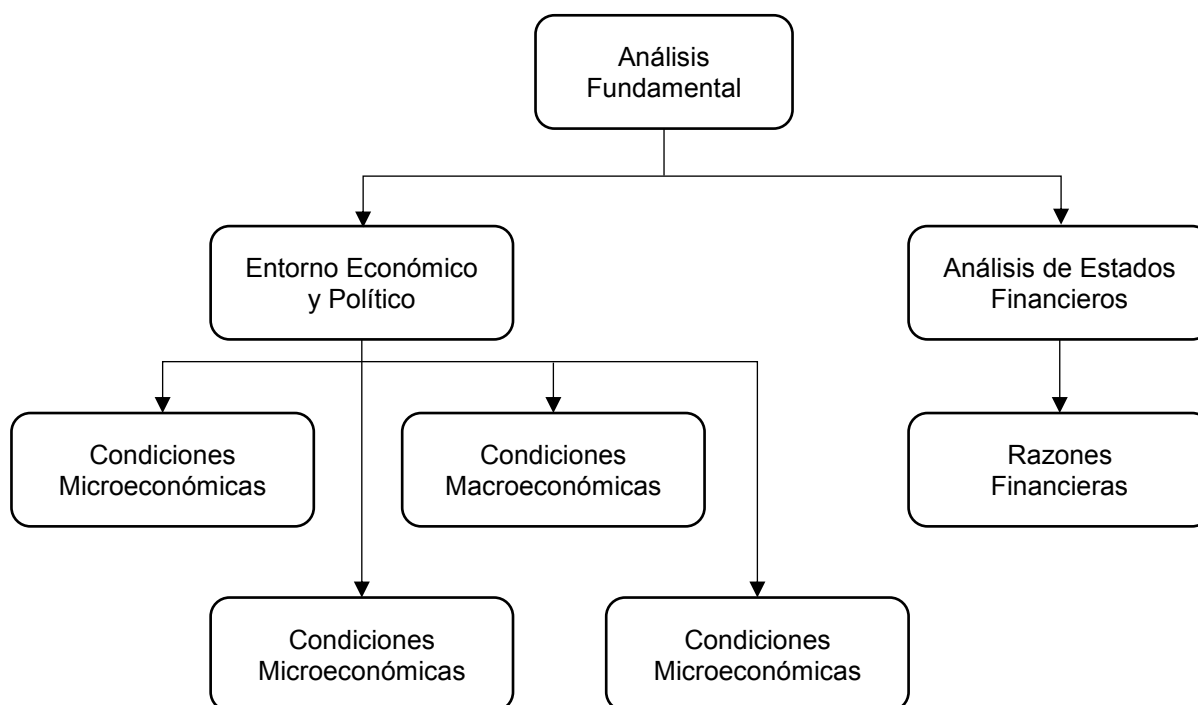 Análisis
Fundamental
Entorno Económico
y Político
Análisis de Estados
Financieros
Condiciones
Microeconómicas
Condiciones
Macroeconómicas
Razones
Financieras
Condiciones
Microeconómicas
Condiciones
Microeconómicas